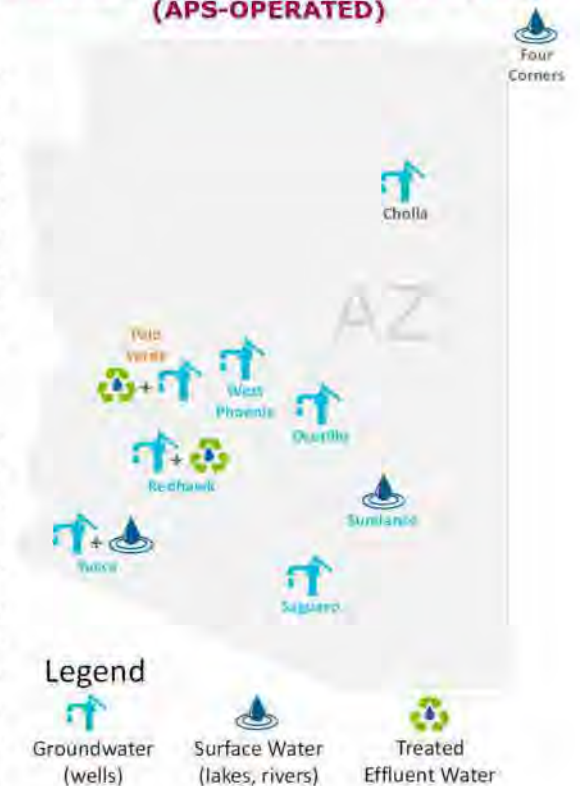 (APS-OPERATED)
Four
Corners
Cholla
AZ
Palo
Verde
+
West
Phoenix
Ocotillo
+
Redhawk
Sundance
+
Yucca
Saguaro
Legend
Groundwater
(wells)
Surface Water
(lakes, rivers)
Treated
Effluent Water